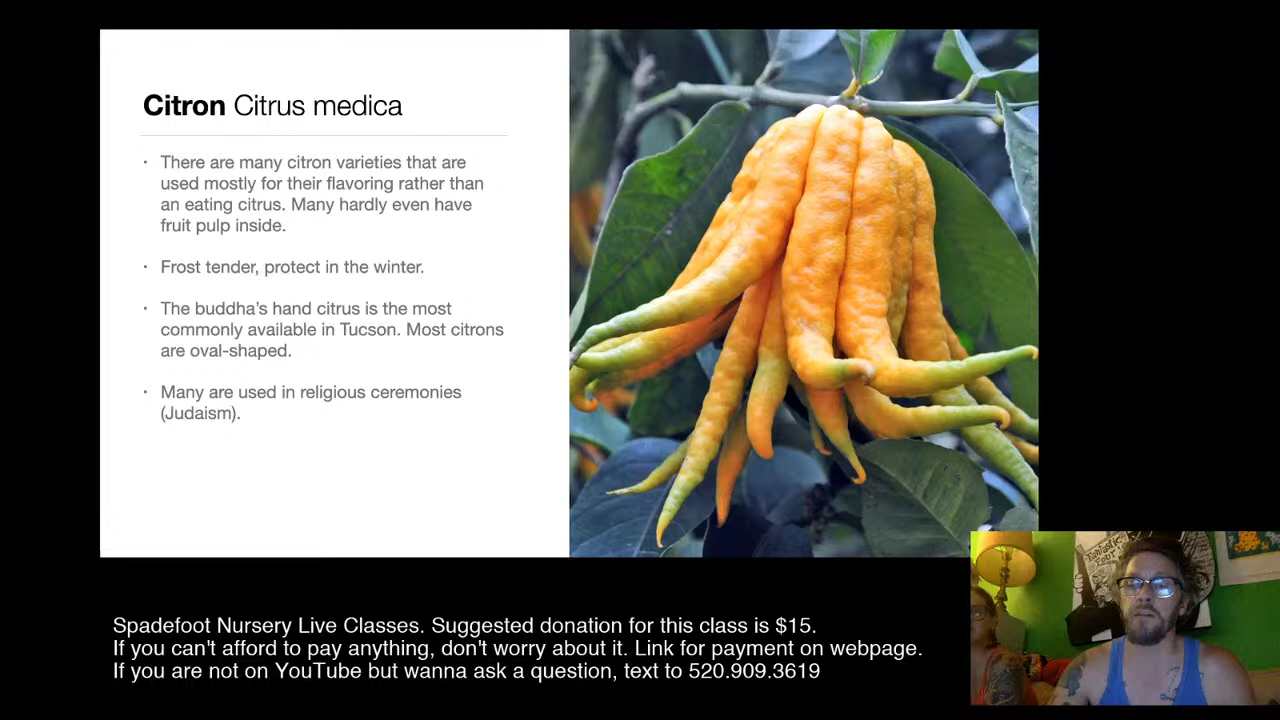 Citron Citrus medica
· There are many citron varieties that are
used mostly for their flavoring rather than
an eating citrus. Many hardly even have
fruit pulp inside.
· Frost tender, protect in the winter.
· The buddha’s hand citrus is the most
commonly available in Tucson. Most citrons
are oval-shaped.
· Many are used in religious ceremonies
(Judaism).
Spadefoot Nursery Live Classes. Suggested donation for this class is $15.
If you can't afford to pay anything, don't worry about it. Link for payment on webpage.
If you are not on YouTube but wanna ask a question, text to 520.909.3619